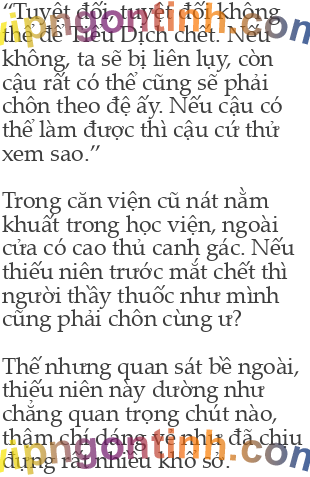 “Tuyệt đối, tuyệt đối không
thể để Tiêu Dịch chết. Nếu
không, ta sẽ bị liên lụy, còn
cậu rất có thể cũng sẽ phải
chôn theo đệ ấy. Nếu cậu có
thể làm được thì cậu cứ thử
xem sao.”
Trong căn viện cũ nát nằm
khuất trong học viện, ngoài
cửa có cao thủ canh gác. Nếu
thiếu niên trước mắt chết thì
người thầy thuốc như mình
cũng phải chôn cùng ư?
Thế nhưng quan sát bề ngoài,
thiếu niên này dường như
chẳng quan trọng chút nào,
thậm chí dáng vẻ như đã chịu
đựng rất nhiều khổ sở.
vipngontinh.com
vipngontinh.com